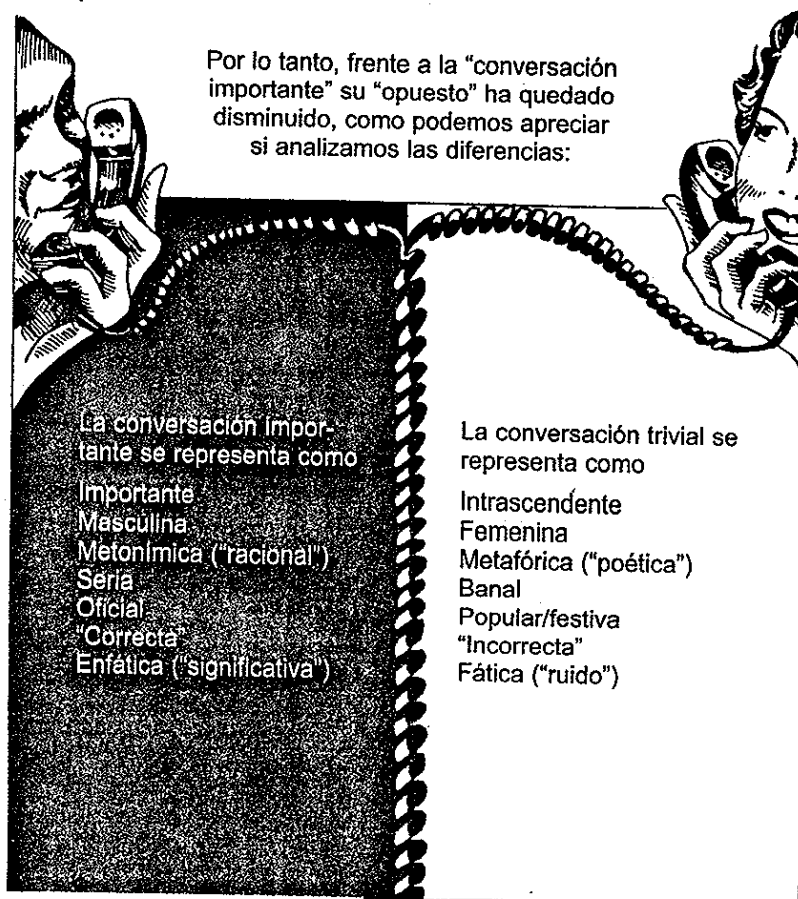 Por lo tanto, frente a la “conversación
importante” su “opuesto” ha quedado
disminuido, como podemos apreciar
si analizamos las diferencias:
La conversación impor-
tante se representa como
Importante
Masculina
Metonímica (“racional”)
Seria
Oficial
“Correcta”
Enfática (“significativa”)
La conversación trivial se
representa como
Intrascendente
Femenina
Metafórica (“poética”)
Banal
Popular/festiva
“Incorrecta”
Fática (“ruido”)